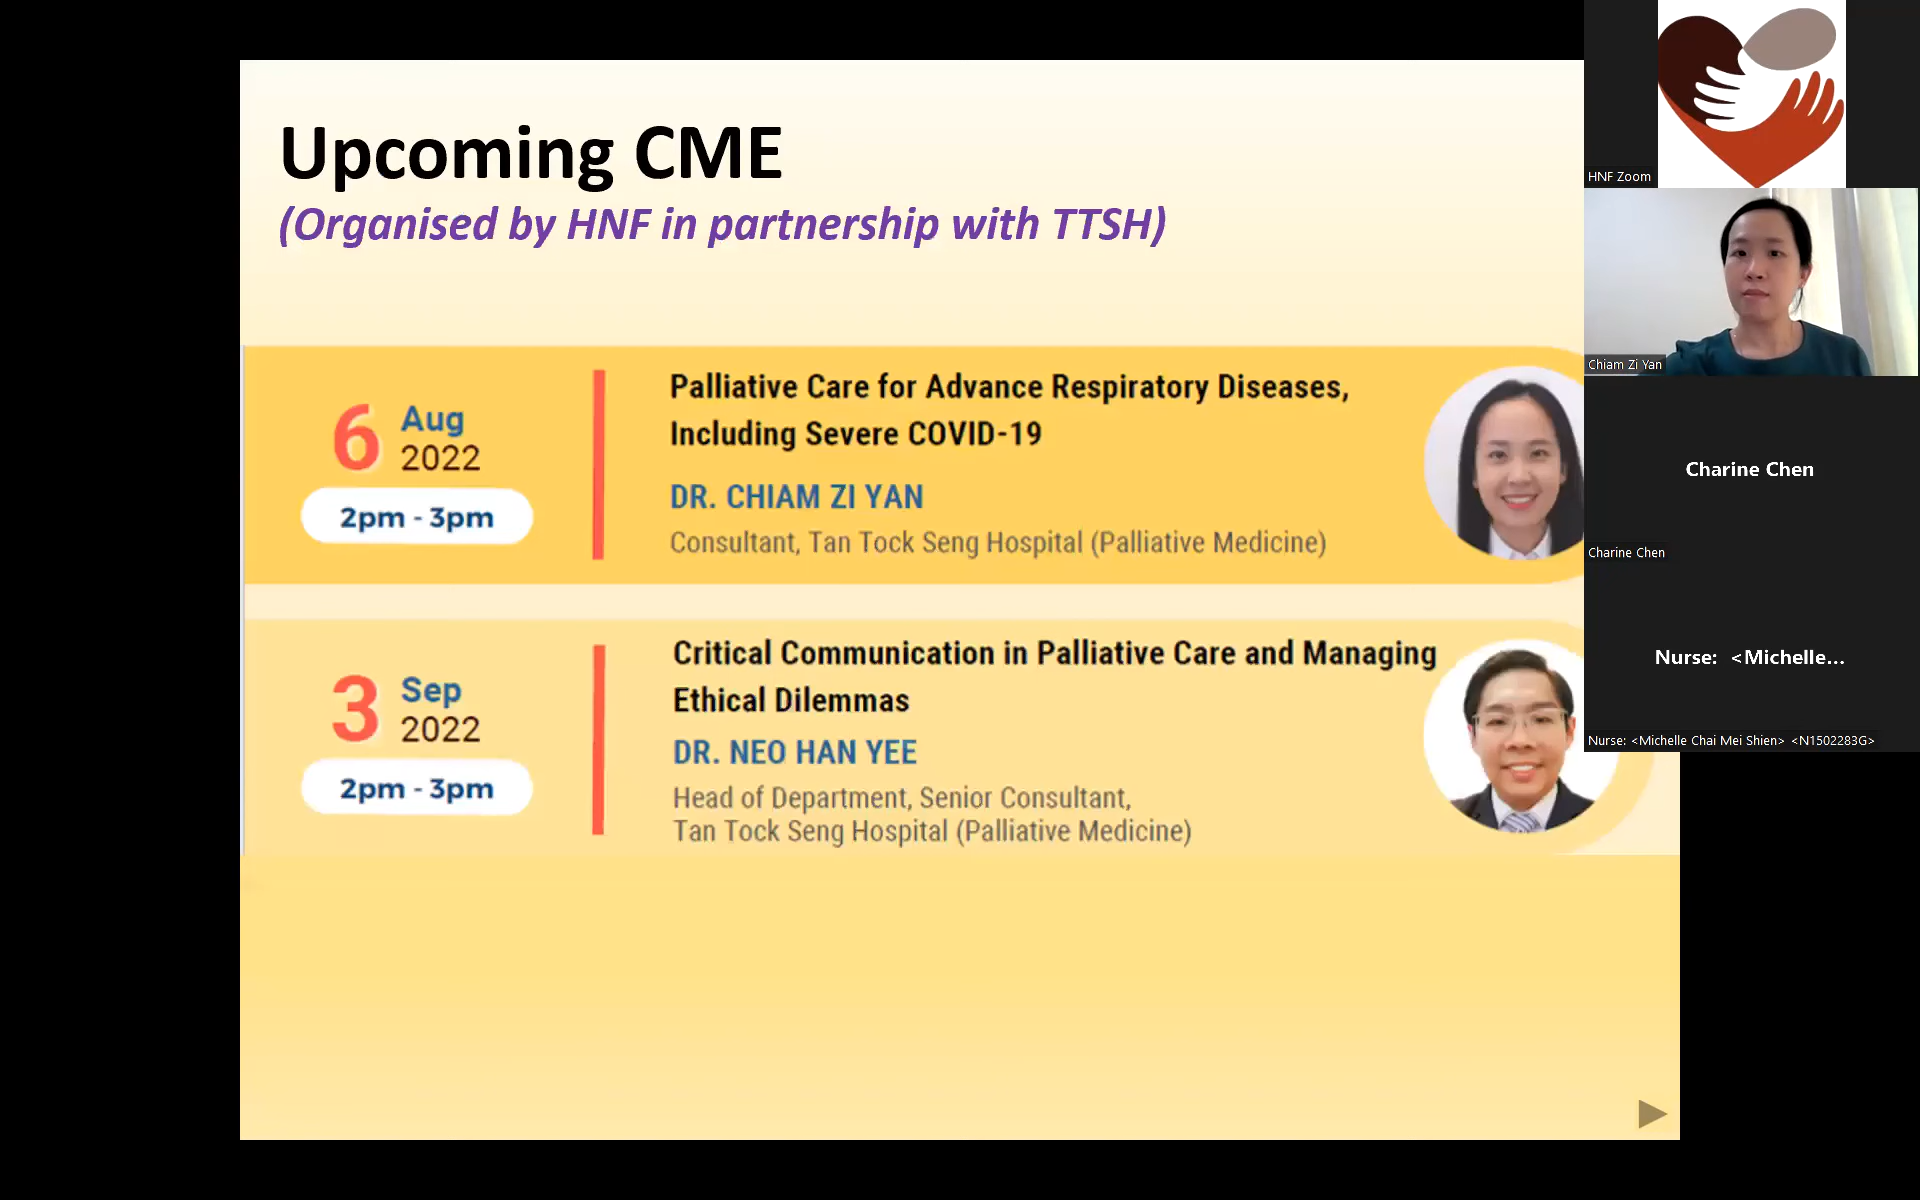 Upcoming CME
(Organised by HNF in partnership with TTSH)
6 Aug
2022
2pm - 3pm
Palliative Care for Advance Respiratory Diseases,
Including Severe COVID-19
DR. CHIAM ZI YAN
Consultant, Tan Tock Seng Hospital (Palliative Medicine)
3 Sep
2022
2pm - 3pm
Critical Communication in Palliative Care and Managing
Ethical Dilemmas
DR. NEO HAN YEE
Head of Department, Senior Consultant,
Tan Tock Seng Hospital (Palliative Medicine)
HNF Zoom
Chiam Zi Yan
Charine Chen
Charine Chen
Nurse: <Michelle...
Nurse: <Michelle Chai Mei Shien> <N1502283G>